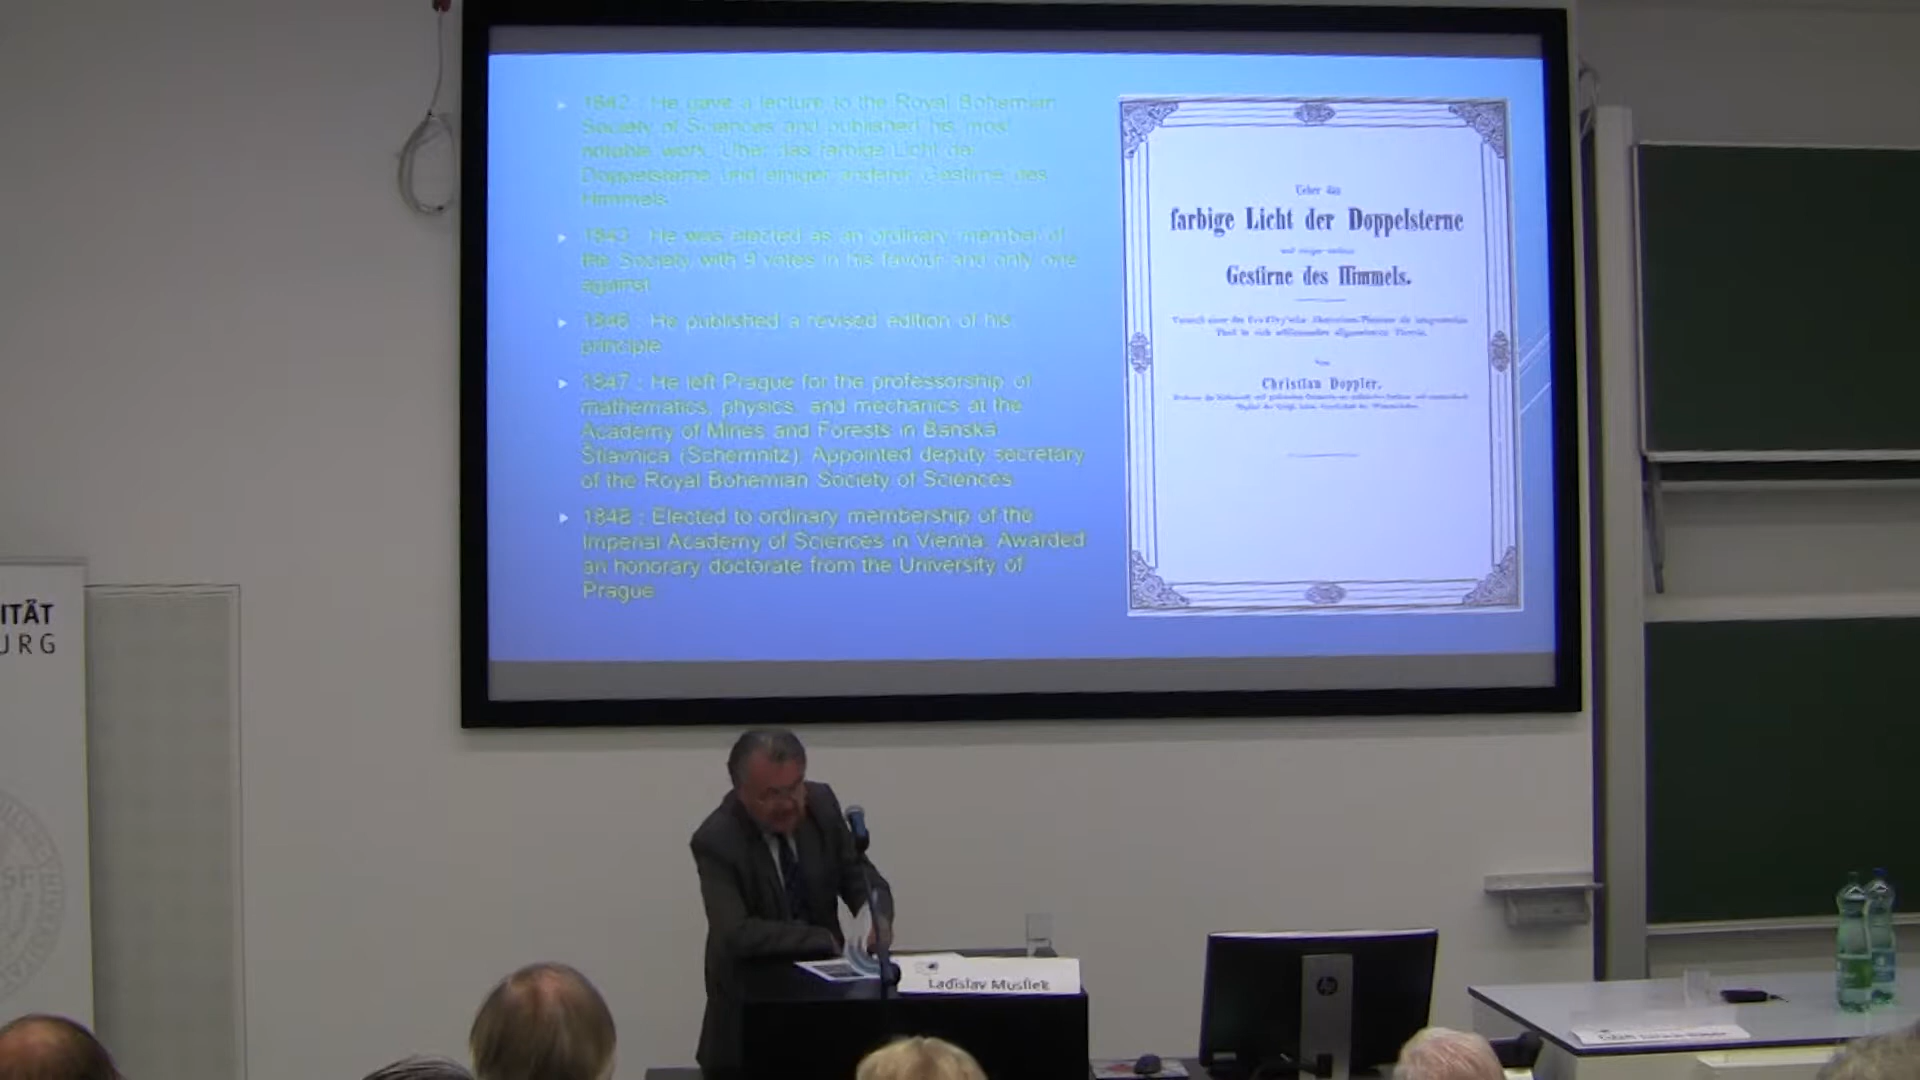 1842 : He gave a lecture to the Royal Bohemian
Society of Sciences and published his most
notable work, Über das farbige Licht der
Doppelsterne und einiger anderer Gestirne des
Himmels
1843 : He was elected as an ordinary member of
the Society with 9 votes in his favour and only one
against
1846 : He published a revised edition of his
principle
1847 : He left Prague for the professorship of
mathematics, physics, and mechanics at the
Academy of Mines and Forests in Banská
Štiavnica (Schemnitz). Appointed deputy secretary
of the Royal Bohemian Society of Sciences
1848 : Elected to ordinary membership of the
Imperial Academy of Sciences in Vienna. Awarded
an honorary doctorate from the University of
Prague
Ueber das
farbige Licht der Doppelsterne
Gestirne des Himmels.
Von
Christian Doppler.
ITÄT
URG
Ladislav Musílek
hp